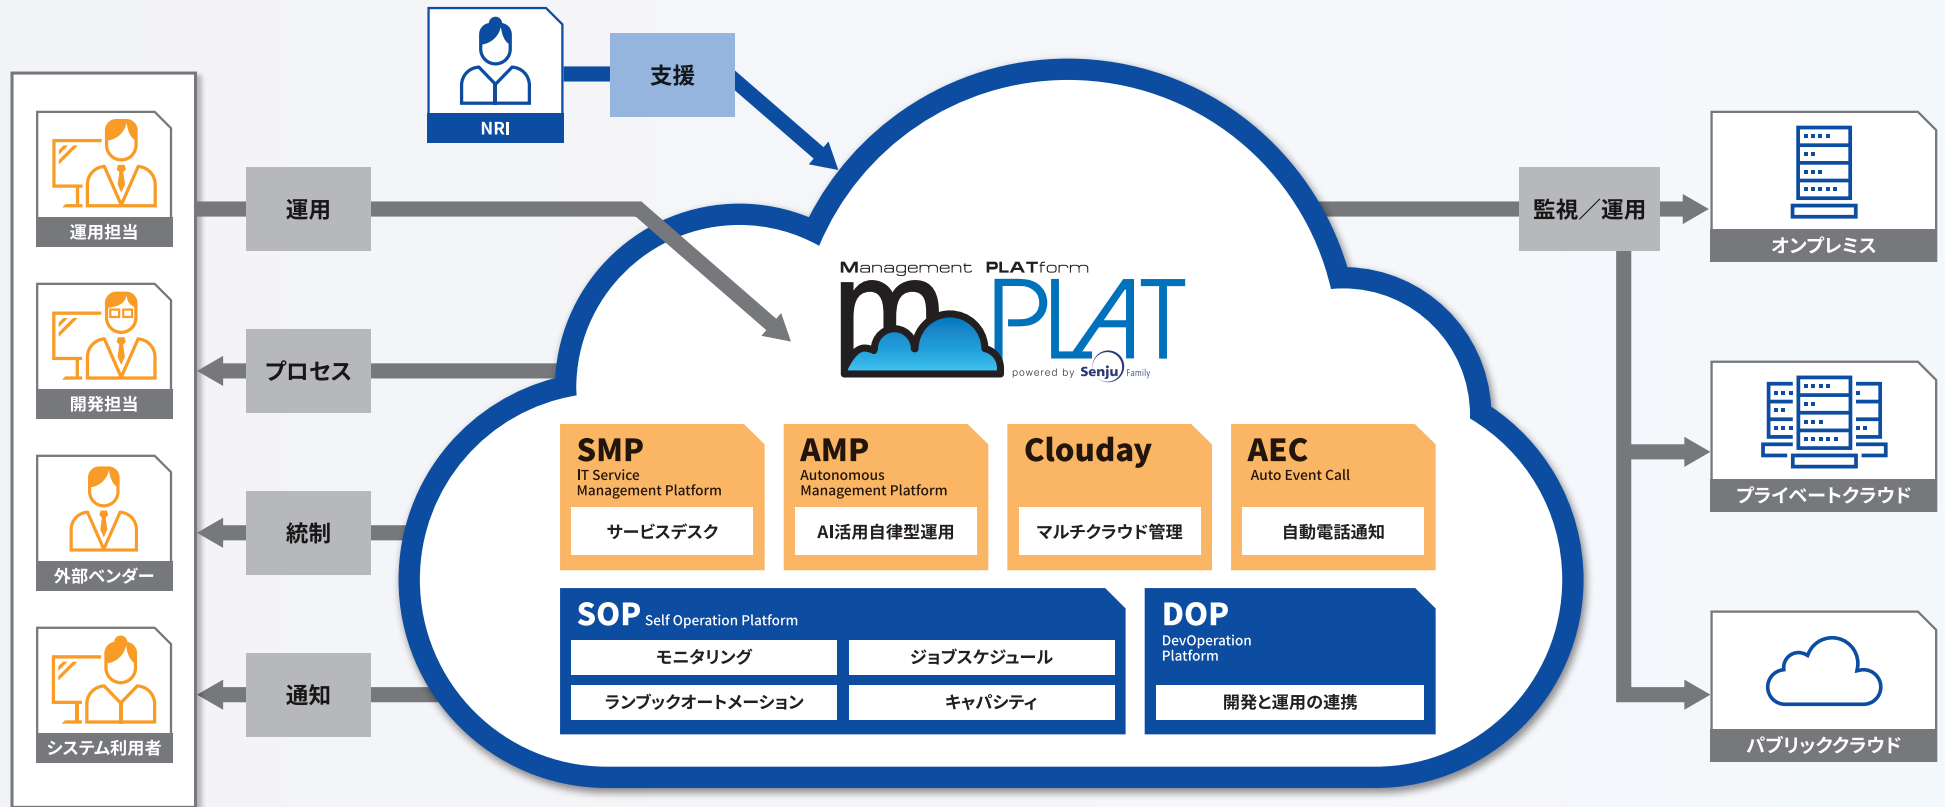 NRI
支援
運用担当
開発担当
外部ベンダー
システム利用者
運用
プロセス
統制
通知
Management PLATform
mPLAT
powered by Senju Family
SMP
IT Service
Management Platform
サービスデスク
AMP
Autonomous
Management Platform
AI活用自律型運用
Clouday
マルチクラウド管理
AEC
Auto Event Call
自動電話通知
SOP Self Operation Platform
モニタリング
ジョブスケジュール
ランブックオートメーション
キャパシティ
DOP
DevOperation
Platform
開発と運用の連携
監視／運用
オンプレミス
プライベートクラウド
パブリッククラウド